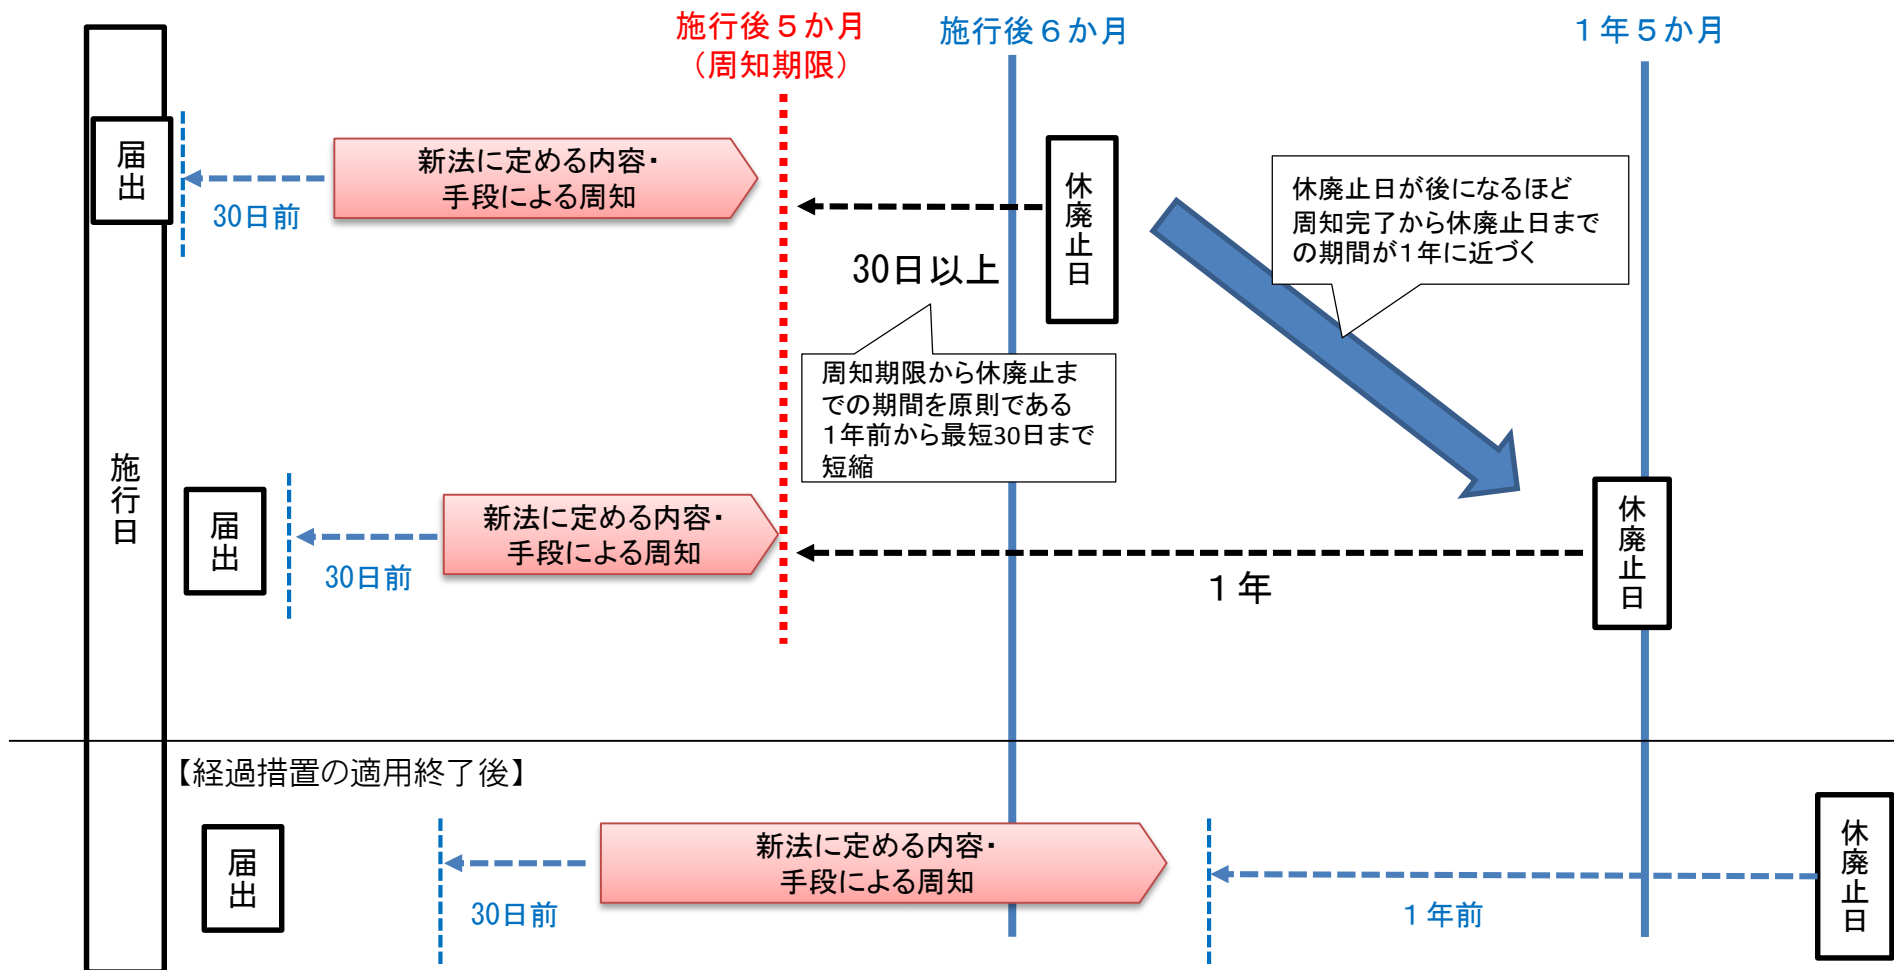 施行後５か月
（周知期限）
施行後６か月
１年５か月
届出
30日前
新法に定める内容・
手段による周知
休廃止日
30日以上
休廃止日が後になるほど
周知完了から休廃止日まで
の期間が１年に近づく
周知期限から休廃止ま
での期間を原則である
１年前から最短30日まで
短縮
施行日
届出
30日前
新法に定める内容・
手段による周知
１年
休廃止日
【経過措置の適用終了後】
届出
30日前
新法に定める内容・
手段による周知
１年前
休廃止日